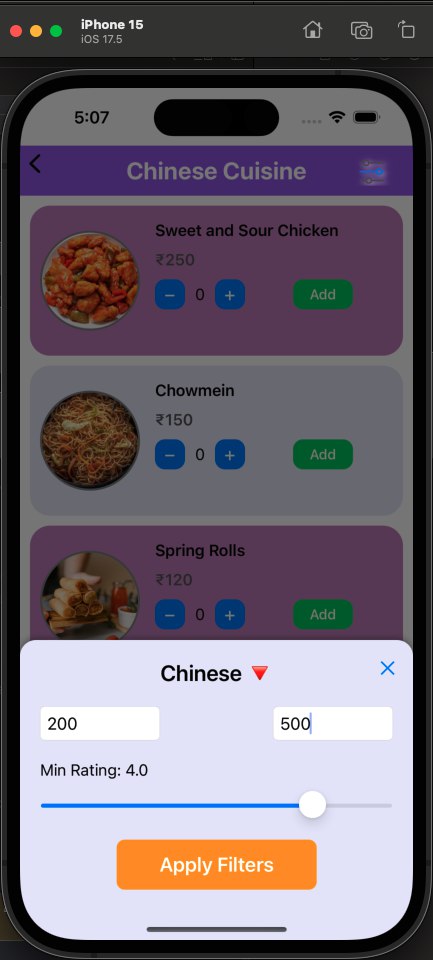 iPhone 15
iOS 17.5
5:07
Chinese Cuisine
Sweet and Sour Chicken
₹250
− 0 + Add
Chowmein
₹150
− 0 + Add
Spring Rolls
₹120
− 0 + Add
Chinese 🔻
200 500
Min Rating: 4.0
Apply Filters